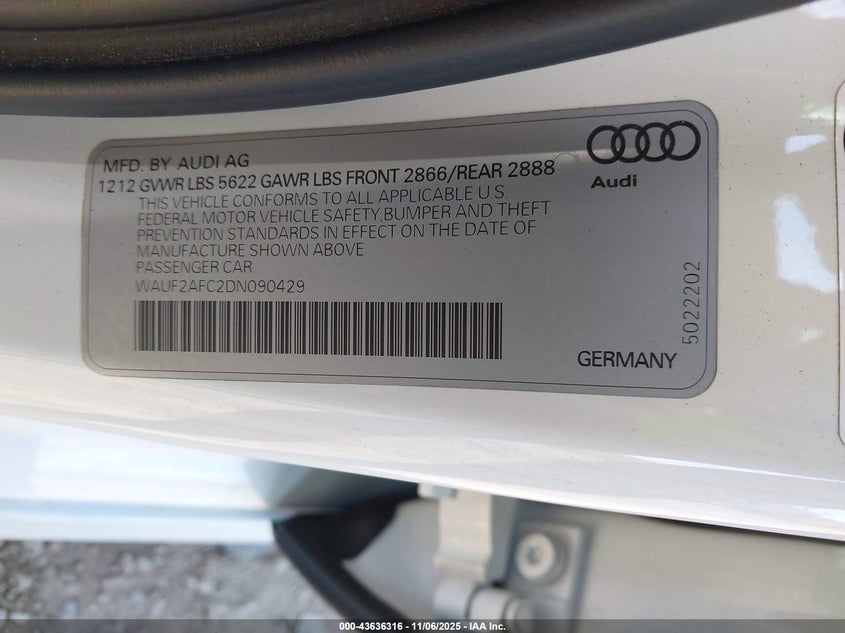 MFD. BY AUDI AG
1212 GVWR LBS 5622 GAWR LBS FRONT 2866/REAR 2888
THIS VEHICLE CONFORMS TO ALL APPLICABLE U.S.
FEDERAL MOTOR VEHICLE SAFETY,BUMPER AND THEFT
PREVENTION STANDARDS IN EFFECT ON THE DATE OF
MANUFACTURE SHOWN ABOVE
PASSENGER CAR
WAUF2AFC2DN090429
Audi
5022202
GERMANY
000-43636316 - 11/06/2025 - IAAI.com